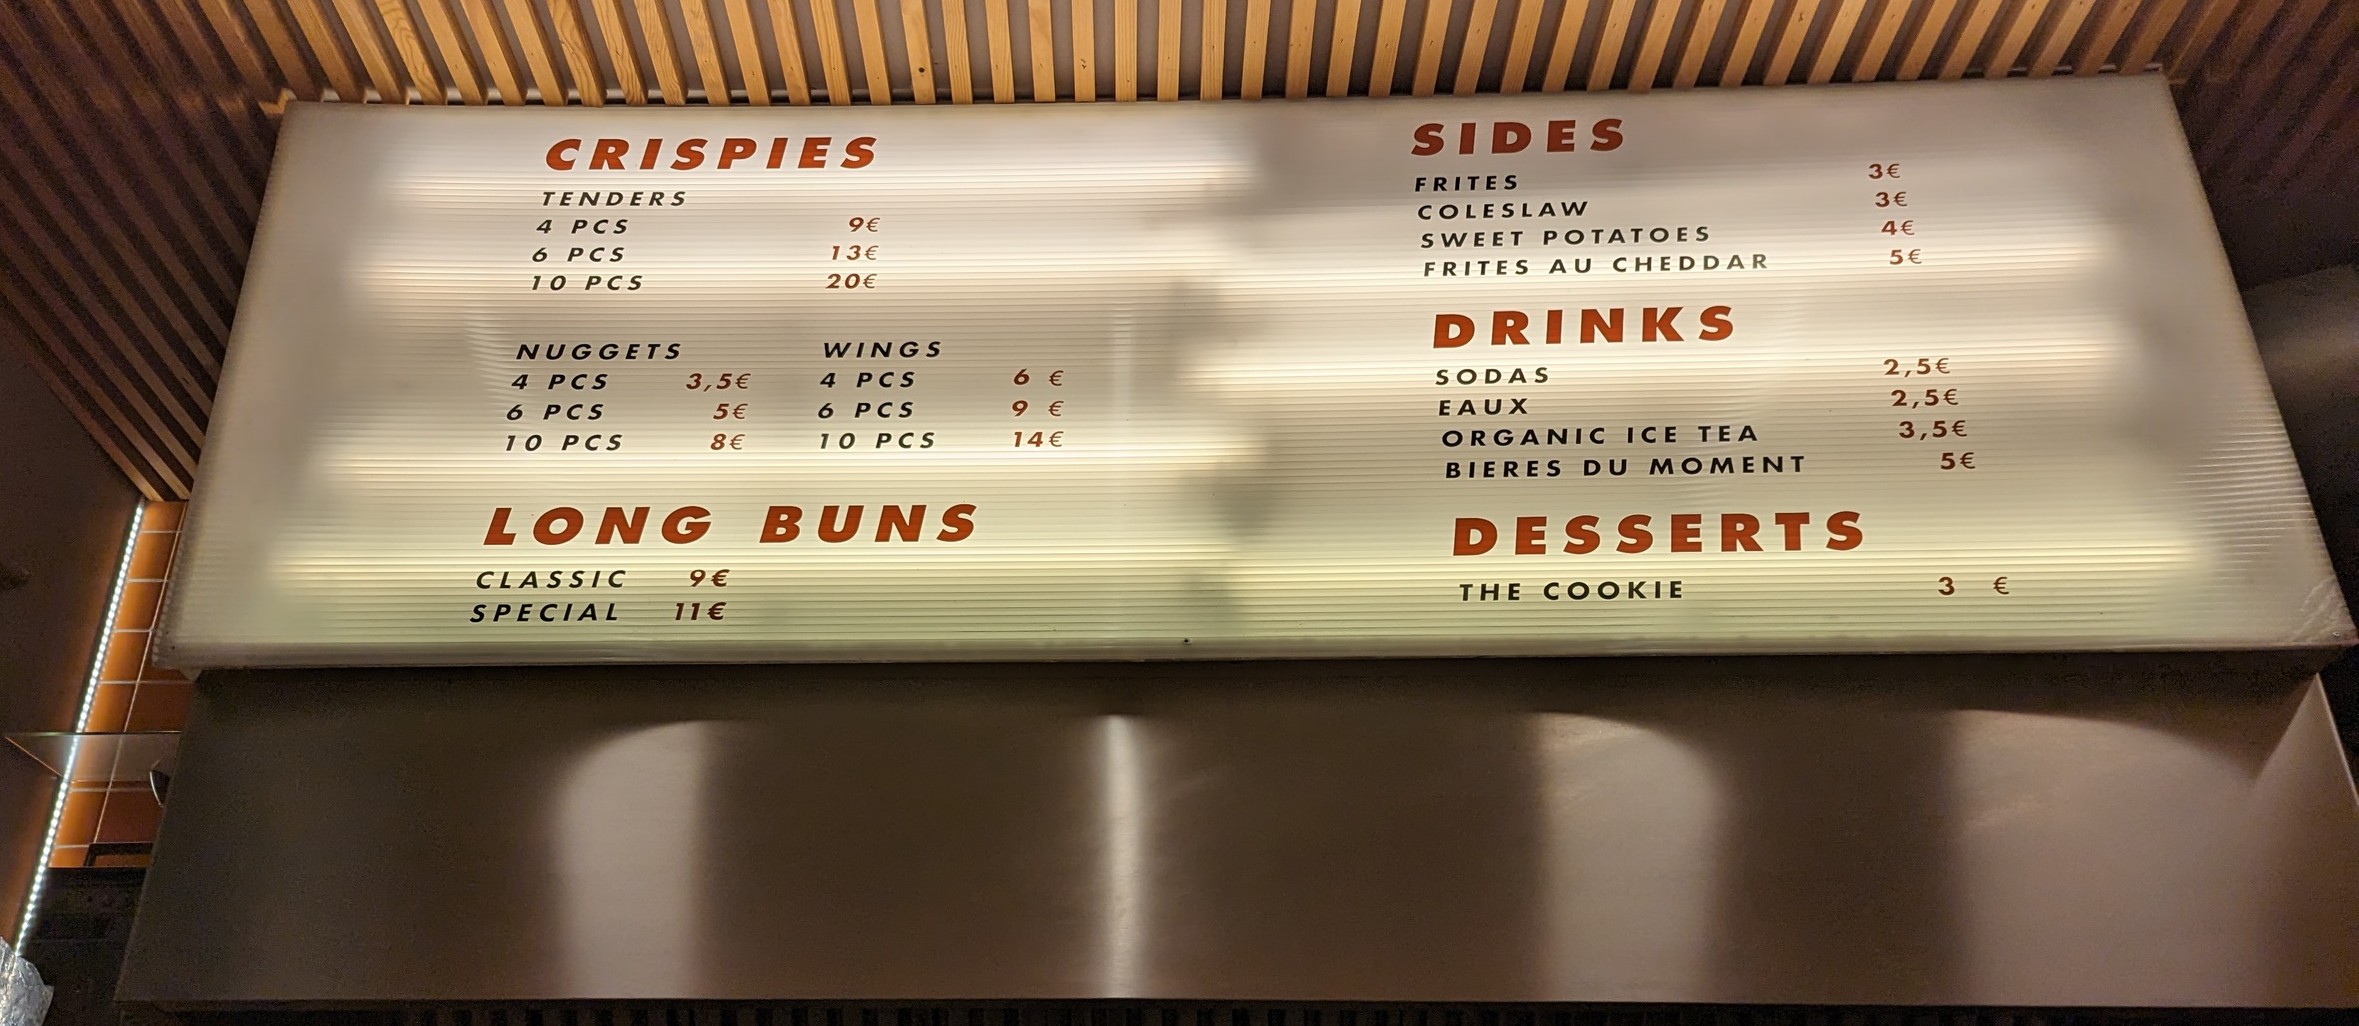 CRISPIES
TENDERS
4 PCS 9€
6 PCS 13€
10 PCS 20€
NUGGETS
4 PCS 3,5€
6 PCS 5€
10 PCS 8€
WINGS
4 PCS 6 €
6 PCS 9 €
10 PCS 14€
LONG BUNS
CLASSIC 9€
SPECIAL 11€
SIDES
FRITES 3€
COLESLAW 3€
SWEET POTATOES 4€
FRITES AU CHEDDAR 5€
DRINKS
SODAS 2,5€
EAUX 2,5€
ORGANIC ICE TEA 3,5€
BIERES DU MOMENT 5€
DESSERTS
THE COOKIE 3 €